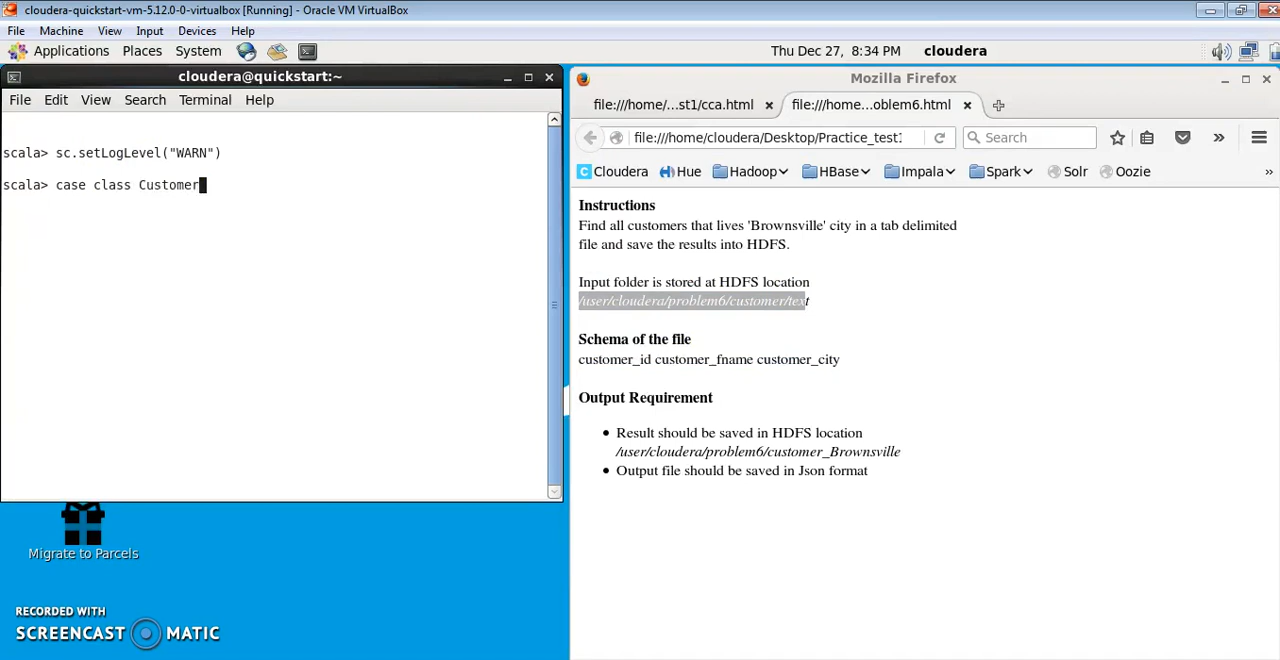 cloudera-quickstart-vm-5.12.0-0-virtualbox [Running] - Oracle VM VirtualBox
File Machine View Input Devices Help
Applications Places System Thu Dec 27, 8:34 PM cloudera
cloudera@quickstart:~
File Edit View Search Terminal Help
scala> sc.setLogLevel("WARN")
scala> case class Customer
Mozilla Firefox
file:///home/...st1/cca.html file:///home...oblem6.html
file:///home/cloudera/Desktop/Practice_test1 Search
Cloudera Hue Hadoop HBase Impala Spark Solr Oozie »
Instructions
Find all customers that lives 'Brownsville' city in a tab delimited
file and save the results into HDFS.
Input folder is stored at HDFS location
/user/cloudera/problem6/customer/text
Schema of the file
customer_id customer_fname customer_city
Output Requirement
• Result should be saved in HDFS location
/user/cloudera/problem6/customer_Brownsville
• Output file should be saved in Json format
Migrate to Parcels
RECORDED WITH
SCREENCAST MATIC